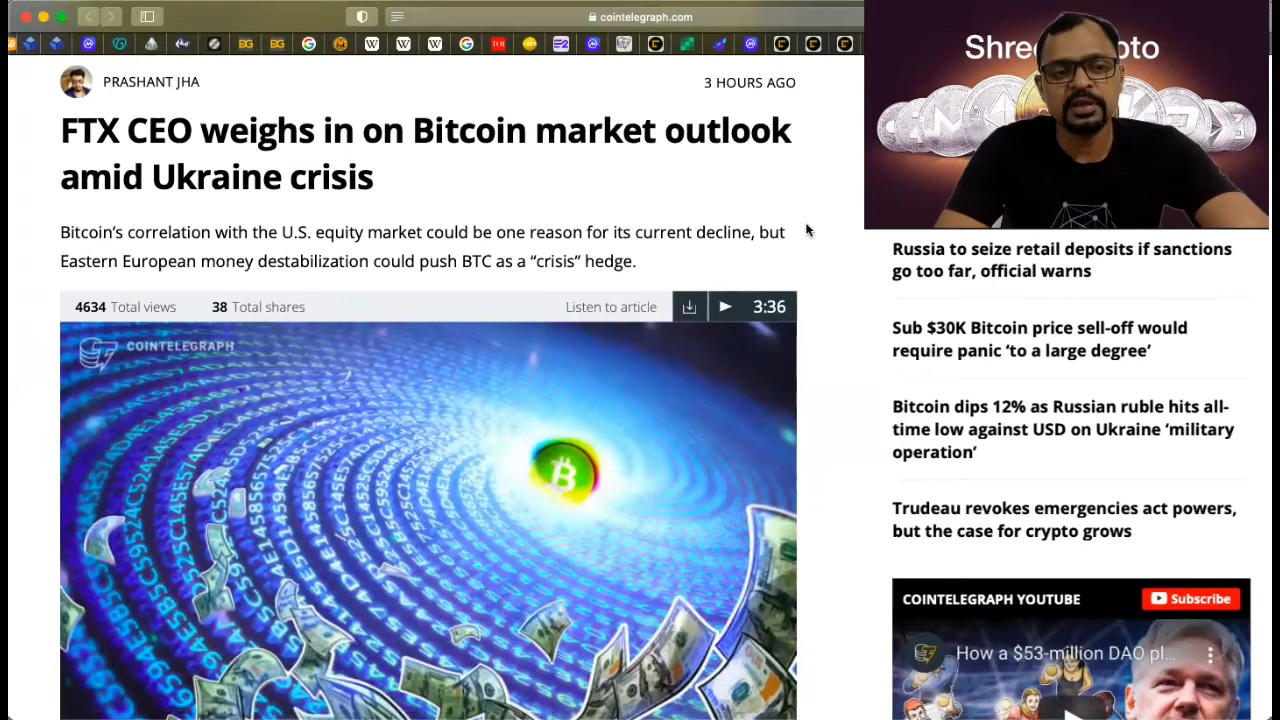 cointelegraph.com
PRASHANT JHA
3 HOURS AGO
FTX CEO weighs in on Bitcoin market outlook
amid Ukraine crisis
Bitcoin's correlation with the U.S. equity market could be one reason for its current decline, but
Eastern European money destabilization could push BTC as a “crisis” hedge.
4634 Total views 38 Total shares Listen to article 3:36
COINTELEGRAPH
Russia to seize retail deposits if sanctions
go too far, official warns
Sub $30K Bitcoin price sell-off would
require panic ‘to a large degree’
Bitcoin dips 12% as Russian ruble hits all-
time low against USD on Ukraine ‘military
operation’
Trudeau revokes emergencies act powers,
but the case for crypto grows
COINTELEGRAPH YOUTUBE
Subscribe
How a $53-million DAO pl...